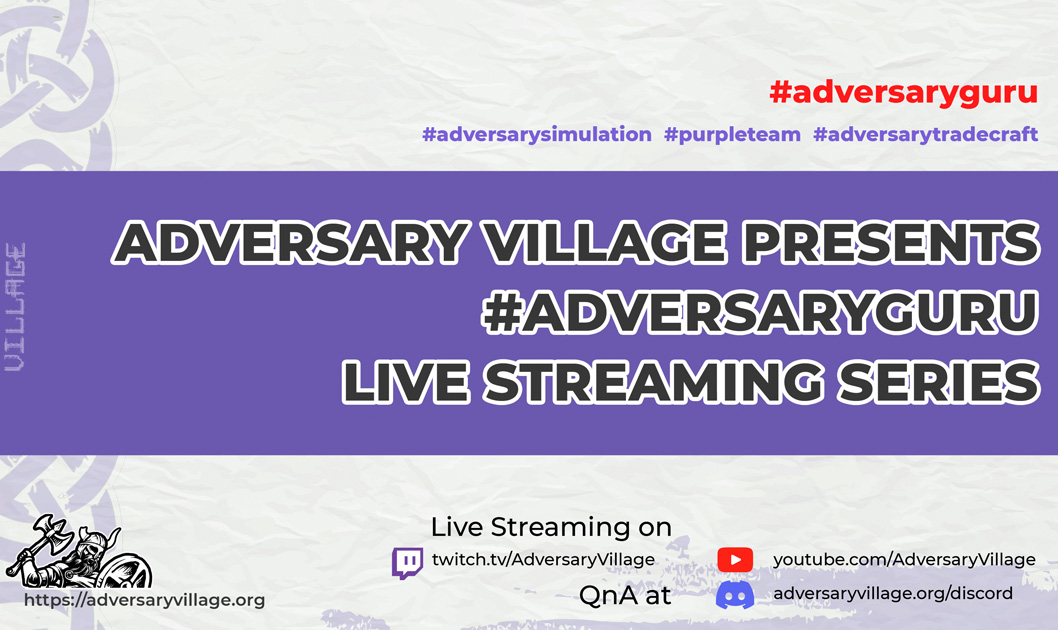 #adversaryguru
#adversarysimulation #purpleteam #adversarytradecraft
VILLAGE
ADVERSARY VILLAGE PRESENTS
#ADVERSARYGURU
LIVE STREAMING SERIES
Live Streaming on
twitch.tv/AdversaryVillage
youtube.com/AdversaryVillage
QnA at
adversaryvillage.org/discord
https://adversaryvillage.org